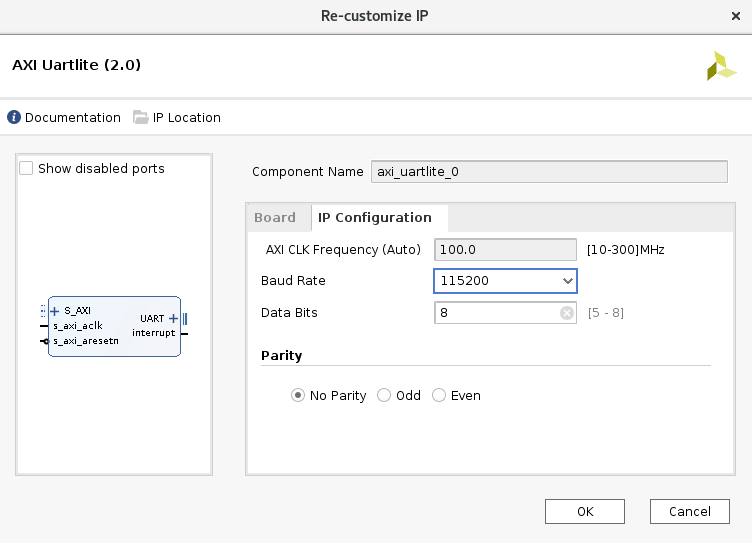 Re-customize IP ×
AXI Uartlite (2.0)
Documentation IP Location
Show disabled ports
S_AXI
s_axi_aclk
s_axi_aresetn
UART
interrupt
Component Name axi_uartlite_0
Board IP Configuration
AXI CLK Frequency (Auto) 100.0 [10-300]MHz
Baud Rate 115200
Data Bits 8 [5 - 8]
Parity
No Parity Odd Even
OK Cancel